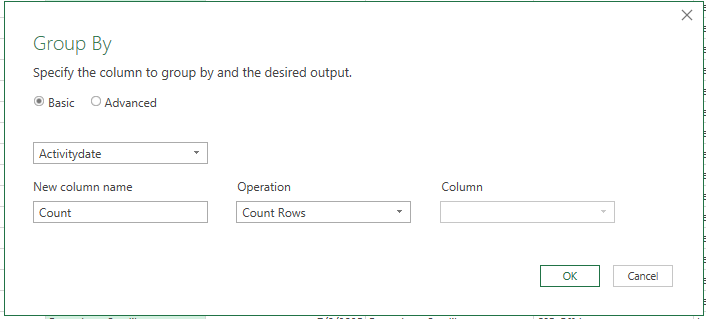 Group By
Specify the column to group by and the desired output.
Basic Advanced
Activitydate
New column name Operation Column
Count Count Rows
OK Cancel